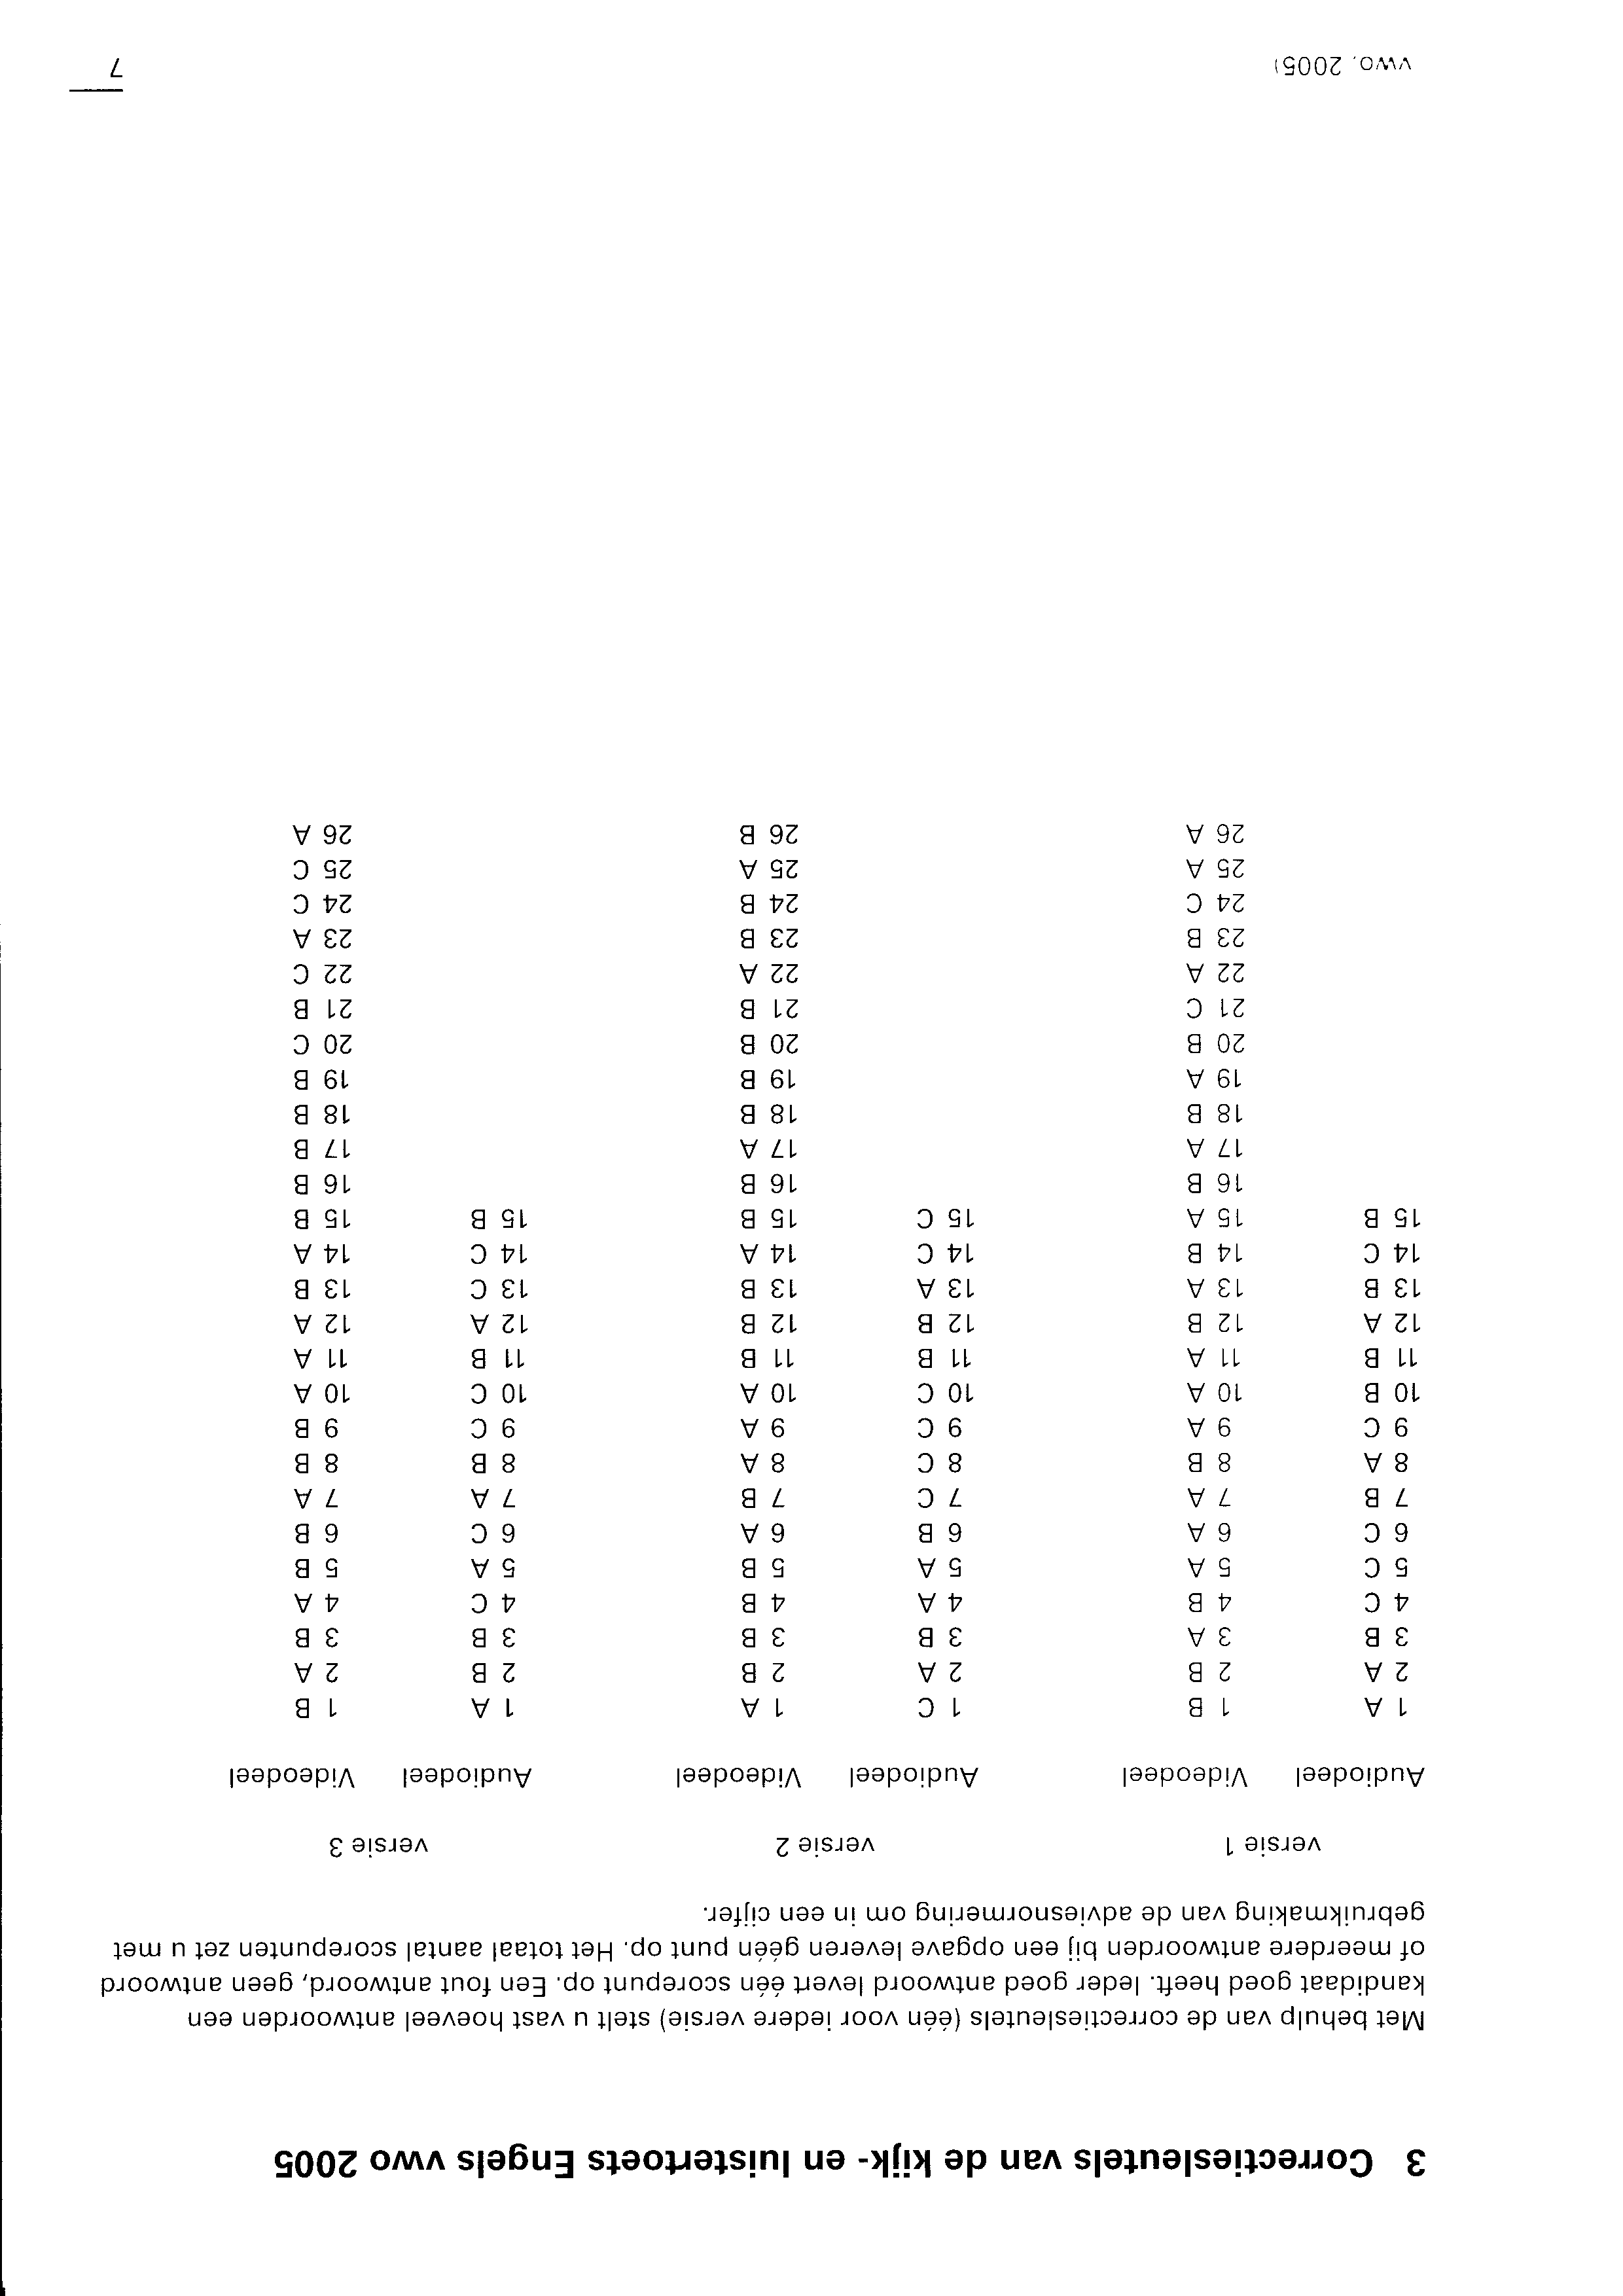 3 Correctiesleutels van de kijk- en luistertoets Engels vwo 2005
Met behulp van de correctiesleutels (één voor iedere versie) stelt u vast hoeveel antwoorden een
kandidaat goed heeft. Ieder goed antwoord levert één scorepunt op. Een fout antwoord, geen antwoord
of meerdere antwoorden bij een opgave leveren géén punt op. Het totaal aantal scorepunten zet u met
gebruikmaking van de adviesnormering om in een cijfer.
versie 1 versie 2 versie 3
Audiodeel Videodeel Audiodeel Videodeel Audiodeel Videodeel
1 A 1 B 1 C 1 A 1 A 1 B
2 A 2 B 2 A 2 B 2 B 2 A
3 B 3 A 3 B 3 B 3 B 3 B
4 C 4 B 4 A 4 B 4 C 4 A
5 C 5 A 5 A 5 B 5 A 5 B
6 C 6 A 6 B 6 A 6 C 6 B
7 B 7 A 7 C 7 B 7 A 7 A
8 A 8 B 8 C 8 A 8 B 8 B
9 C 9 A 9 C 9 A 9 C 9 B
10 B 10 A 10 C 10 A 10 C 10 A
11 B 11 A 11 B 11 B 11 B 11 A
12 A 12 B 12 B 12 B 12 A 12 A
13 B 13 A 13 A 13 B 13 C 13 B
14 C 14 B 14 C 14 A 14 C 14 A
15 B 15 A 15 C 15 B 15 B 15 B
16 B 16 B 16 B
17 A 17 A 17 B
18 B 18 B 18 B
19 A 19 B 19 B
20 B 20 B 20 C
21 C 21 B 21 B
22 A 22 A 22 C
23 B 23 B 23 A
24 C 24 B 24 C
25 A 25 A 25 C
26 A 26 B 26 A
vwo, 2005) 7